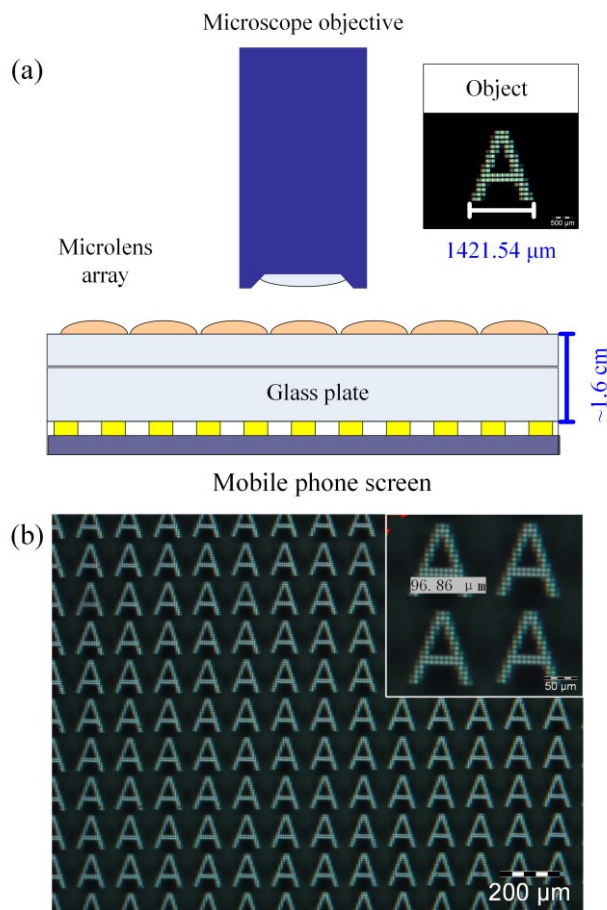 Microscope objective
(a)
Object
A
500 μm
1421.54 μm
Microlens
array
Glass plate
~1.6 cm
Mobile phone screen
(b)
A A A A A A A A A
A A A A A A A A A
A A A A A A A A A
A A A A A A A A A
A A A A A A A A A
A A A A A A A A A A A A A A
A A A A A A A A A A A A A A
A A A A A A A A A A A A A A
A A A A A A A A A A A A A A
A A A A A A A A A A A A A A
A A
96.86 μm
A A
50 μm
200 μm